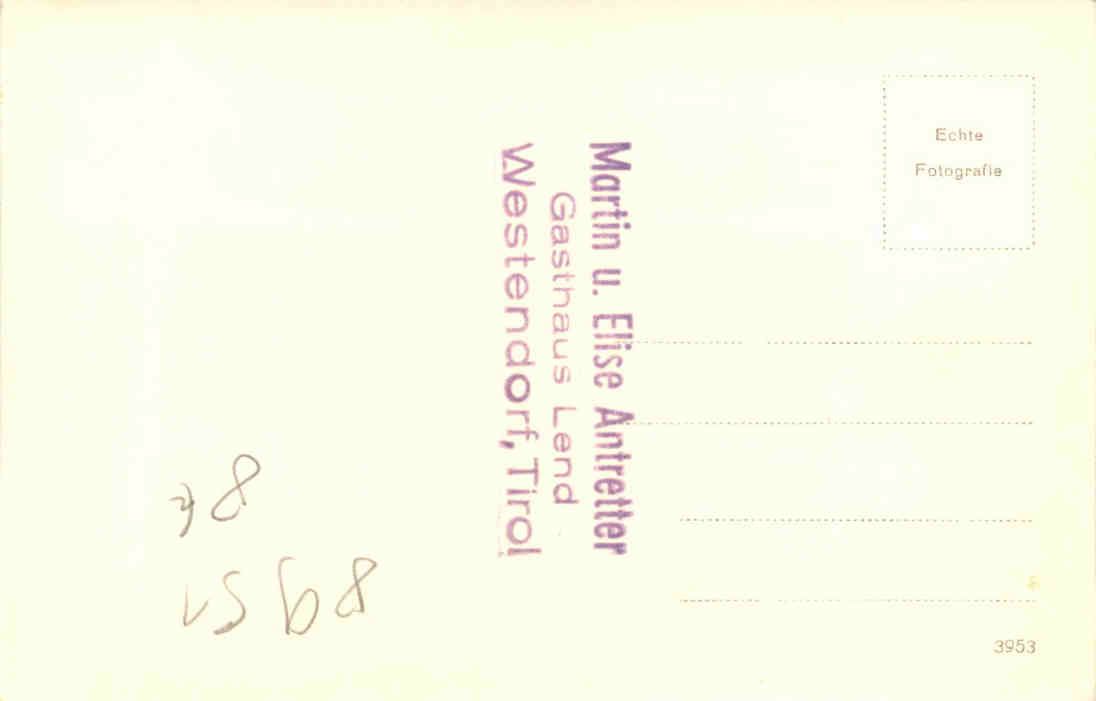 Echte
Fotografie
Martin u. Elise Antretter
Gasthaus Lend
Westendorf, Tirol
3953